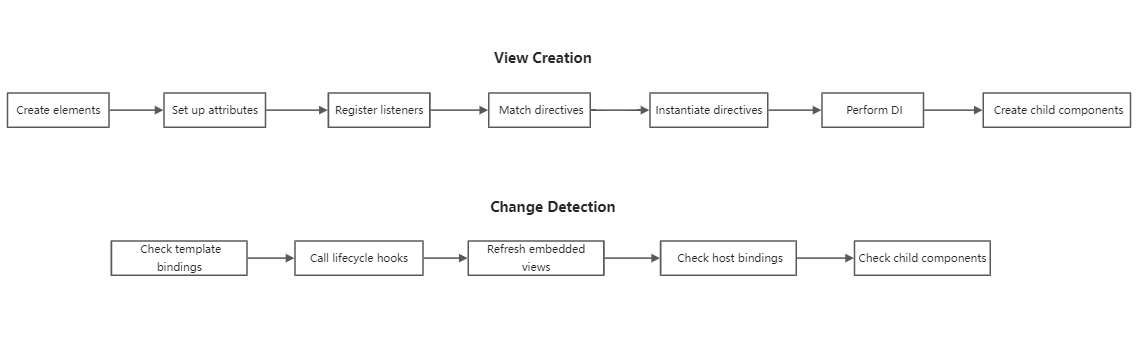 View Creation
Create elements
Set up attributes
Register listeners
Match directives
Instantiate directives
Perform DI
Create child components
Change Detection
Check template
bindings
Call lifecycle hooks
Refresh embedded
views
Check host bindings
Check child components